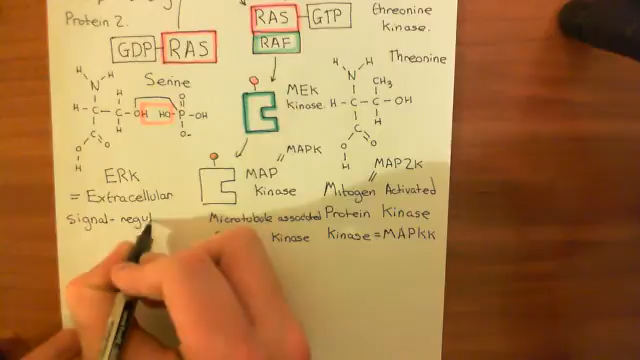 Protein 2.
GDP RAS
RAS GTP
RAF
threonine
kinase.
Serine
H H
N H
H - C - C - OH HO - P - OH
H
C O
O O-
H
MEK
kinase
Threonine
H H
N CH3
H - C - C - OH
H
C O
O
H
ERK
= Extracellular
signal - regul
MAPK
MAP
Kinase
Microtubule associated
Kinase
MAP2K
Mitogen Activated
Protein Kinase
Kinase = MAPKK